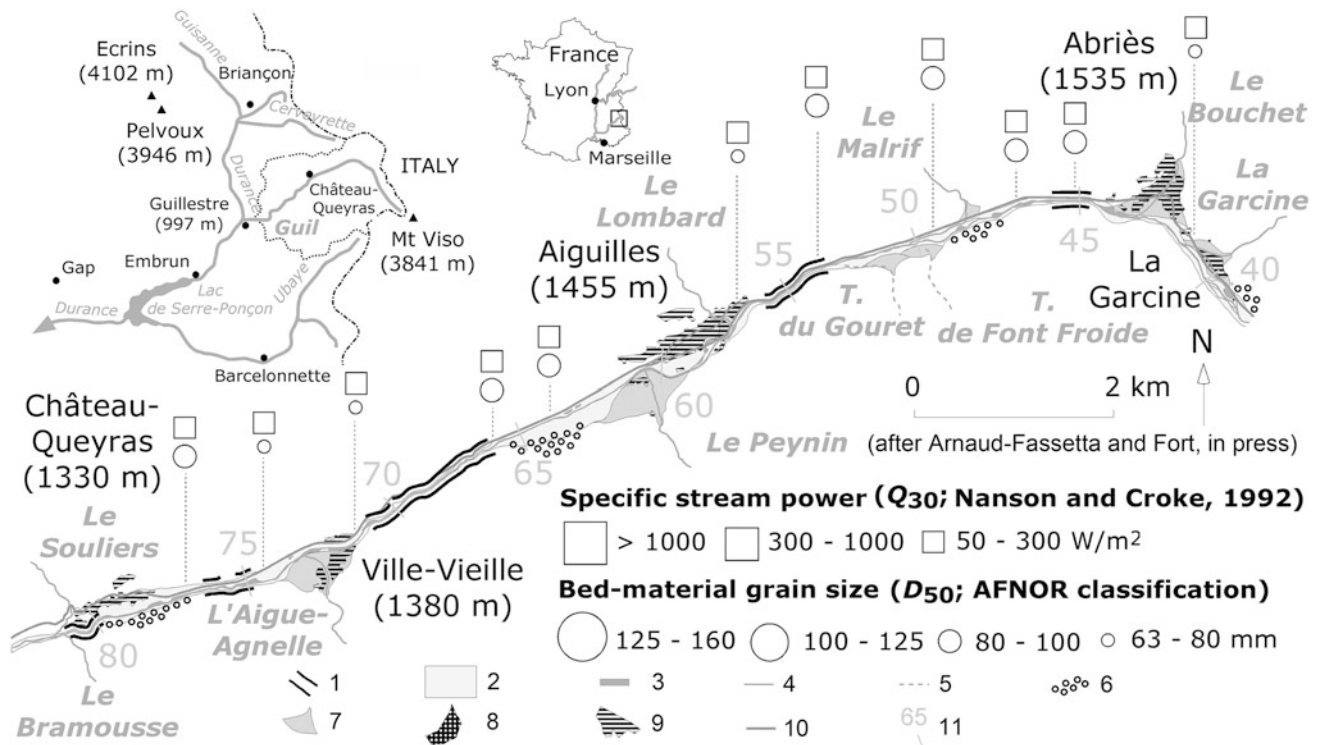 Guisanne
Ecrins
(4102 m)
Briançon
Cerveyrette
Pelvoux
(3946 m)
Durance
ITALY
Château-
Queyras
Guillestre
(997 m)
Guil
Mt Viso
(3841 m)
Embrun
Gap
Ubaye
Lac
de Serre-Ponçon
Durance
Barcelonnette
France
Lyon
Marseille
Abriès
(1535 m)
Le
Bouchet
Le
Malrif
La
Garcine
Le
Lombard
50
45
40
55
Aiguilles
(1455 m)
La
Garcine
T.
du Gouret
T.
de Font Froide
N
0 2 km
60
Le Peynin
(after Arnaud-Fassetta and Fort, in press)
65
70
Château-
Queyras
(1330 m)
Le
Souliers
75
Ville-Vieille
(1380 m)
L'Aigue-
Agnelle
80
Le
Bramousse
Specific stream power (Q30; Nanson and Croke, 1992)
> 1000 300 - 1000 50 - 300 W/m²
Bed-material grain size (D50; AFNOR classification)
125 - 160 100 - 125 80 - 100 63 - 80 mm
1 2 3 4 5 6
7 8 9 10 65 11